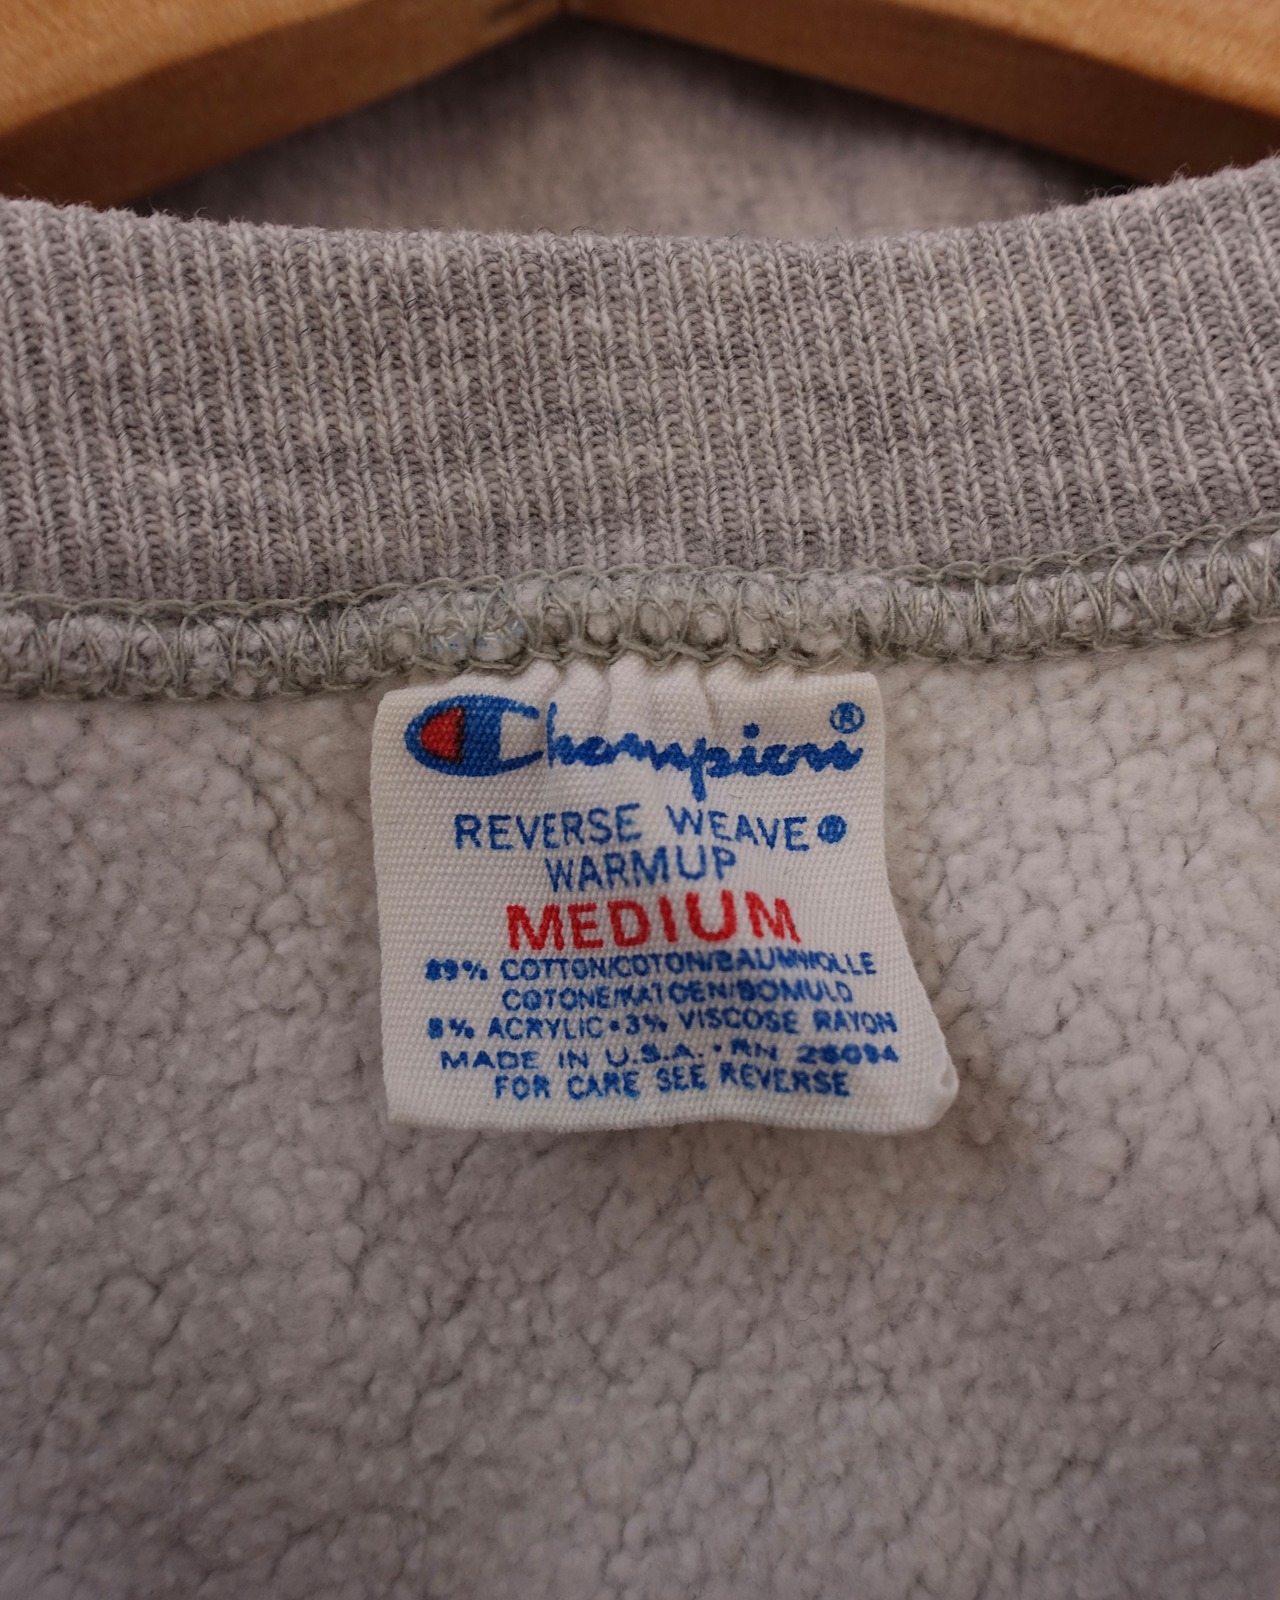 Champion®
REVERSE WEAVE®
WARMUP
MEDIUM
89% COTTON/COTON/BAUMWOLLE
COTONE/KATOEN/BOMULD
8% ACRYLIC•3% VISCOSE RAYON
MADE IN U.S.A.•RN 26094
FOR CARE SEE REVERSE